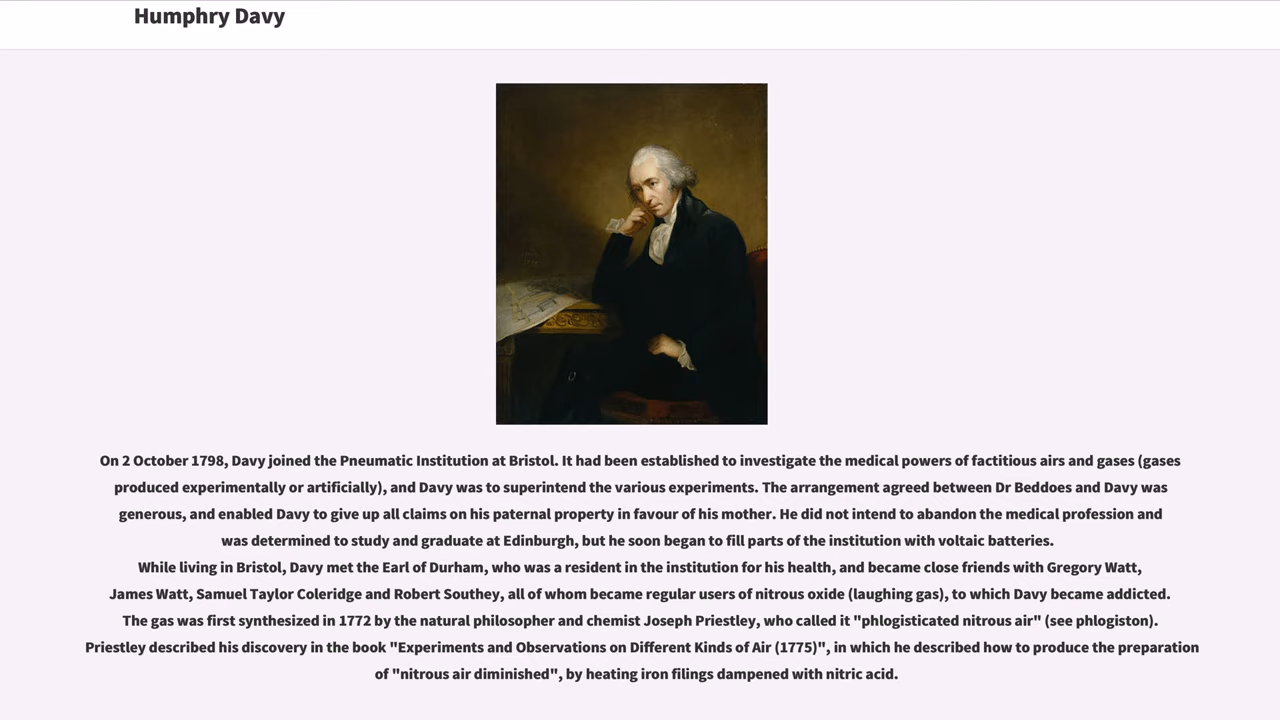 Humphry Davy
On 2 October 1798, Davy joined the Pneumatic Institution at Bristol. It had been established to investigate the medical powers of factitious airs and gases (gases
produced experimentally or artificially), and Davy was to superintend the various experiments. The arrangement agreed between Dr Beddoes and Davy was
generous, and enabled Davy to give up all claims on his paternal property in favour of his mother. He did not intend to abandon the medical profession and
was determined to study and graduate at Edinburgh, but he soon began to fill parts of the institution with voltaic batteries.
While living in Bristol, Davy met the Earl of Durham, who was a resident in the institution for his health, and became close friends with Gregory Watt,
James Watt, Samuel Taylor Coleridge and Robert Southey, all of whom became regular users of nitrous oxide (laughing gas), to which Davy became addicted.
The gas was first synthesized in 1772 by the natural philosopher and chemist Joseph Priestley, who called it "phlogisticated nitrous air" (see phlogiston).
Priestley described his discovery in the book "Experiments and Observations on Different Kinds of Air (1775)", in which he described how to produce the preparation
of "nitrous air diminished", by heating iron filings dampened with nitric acid.